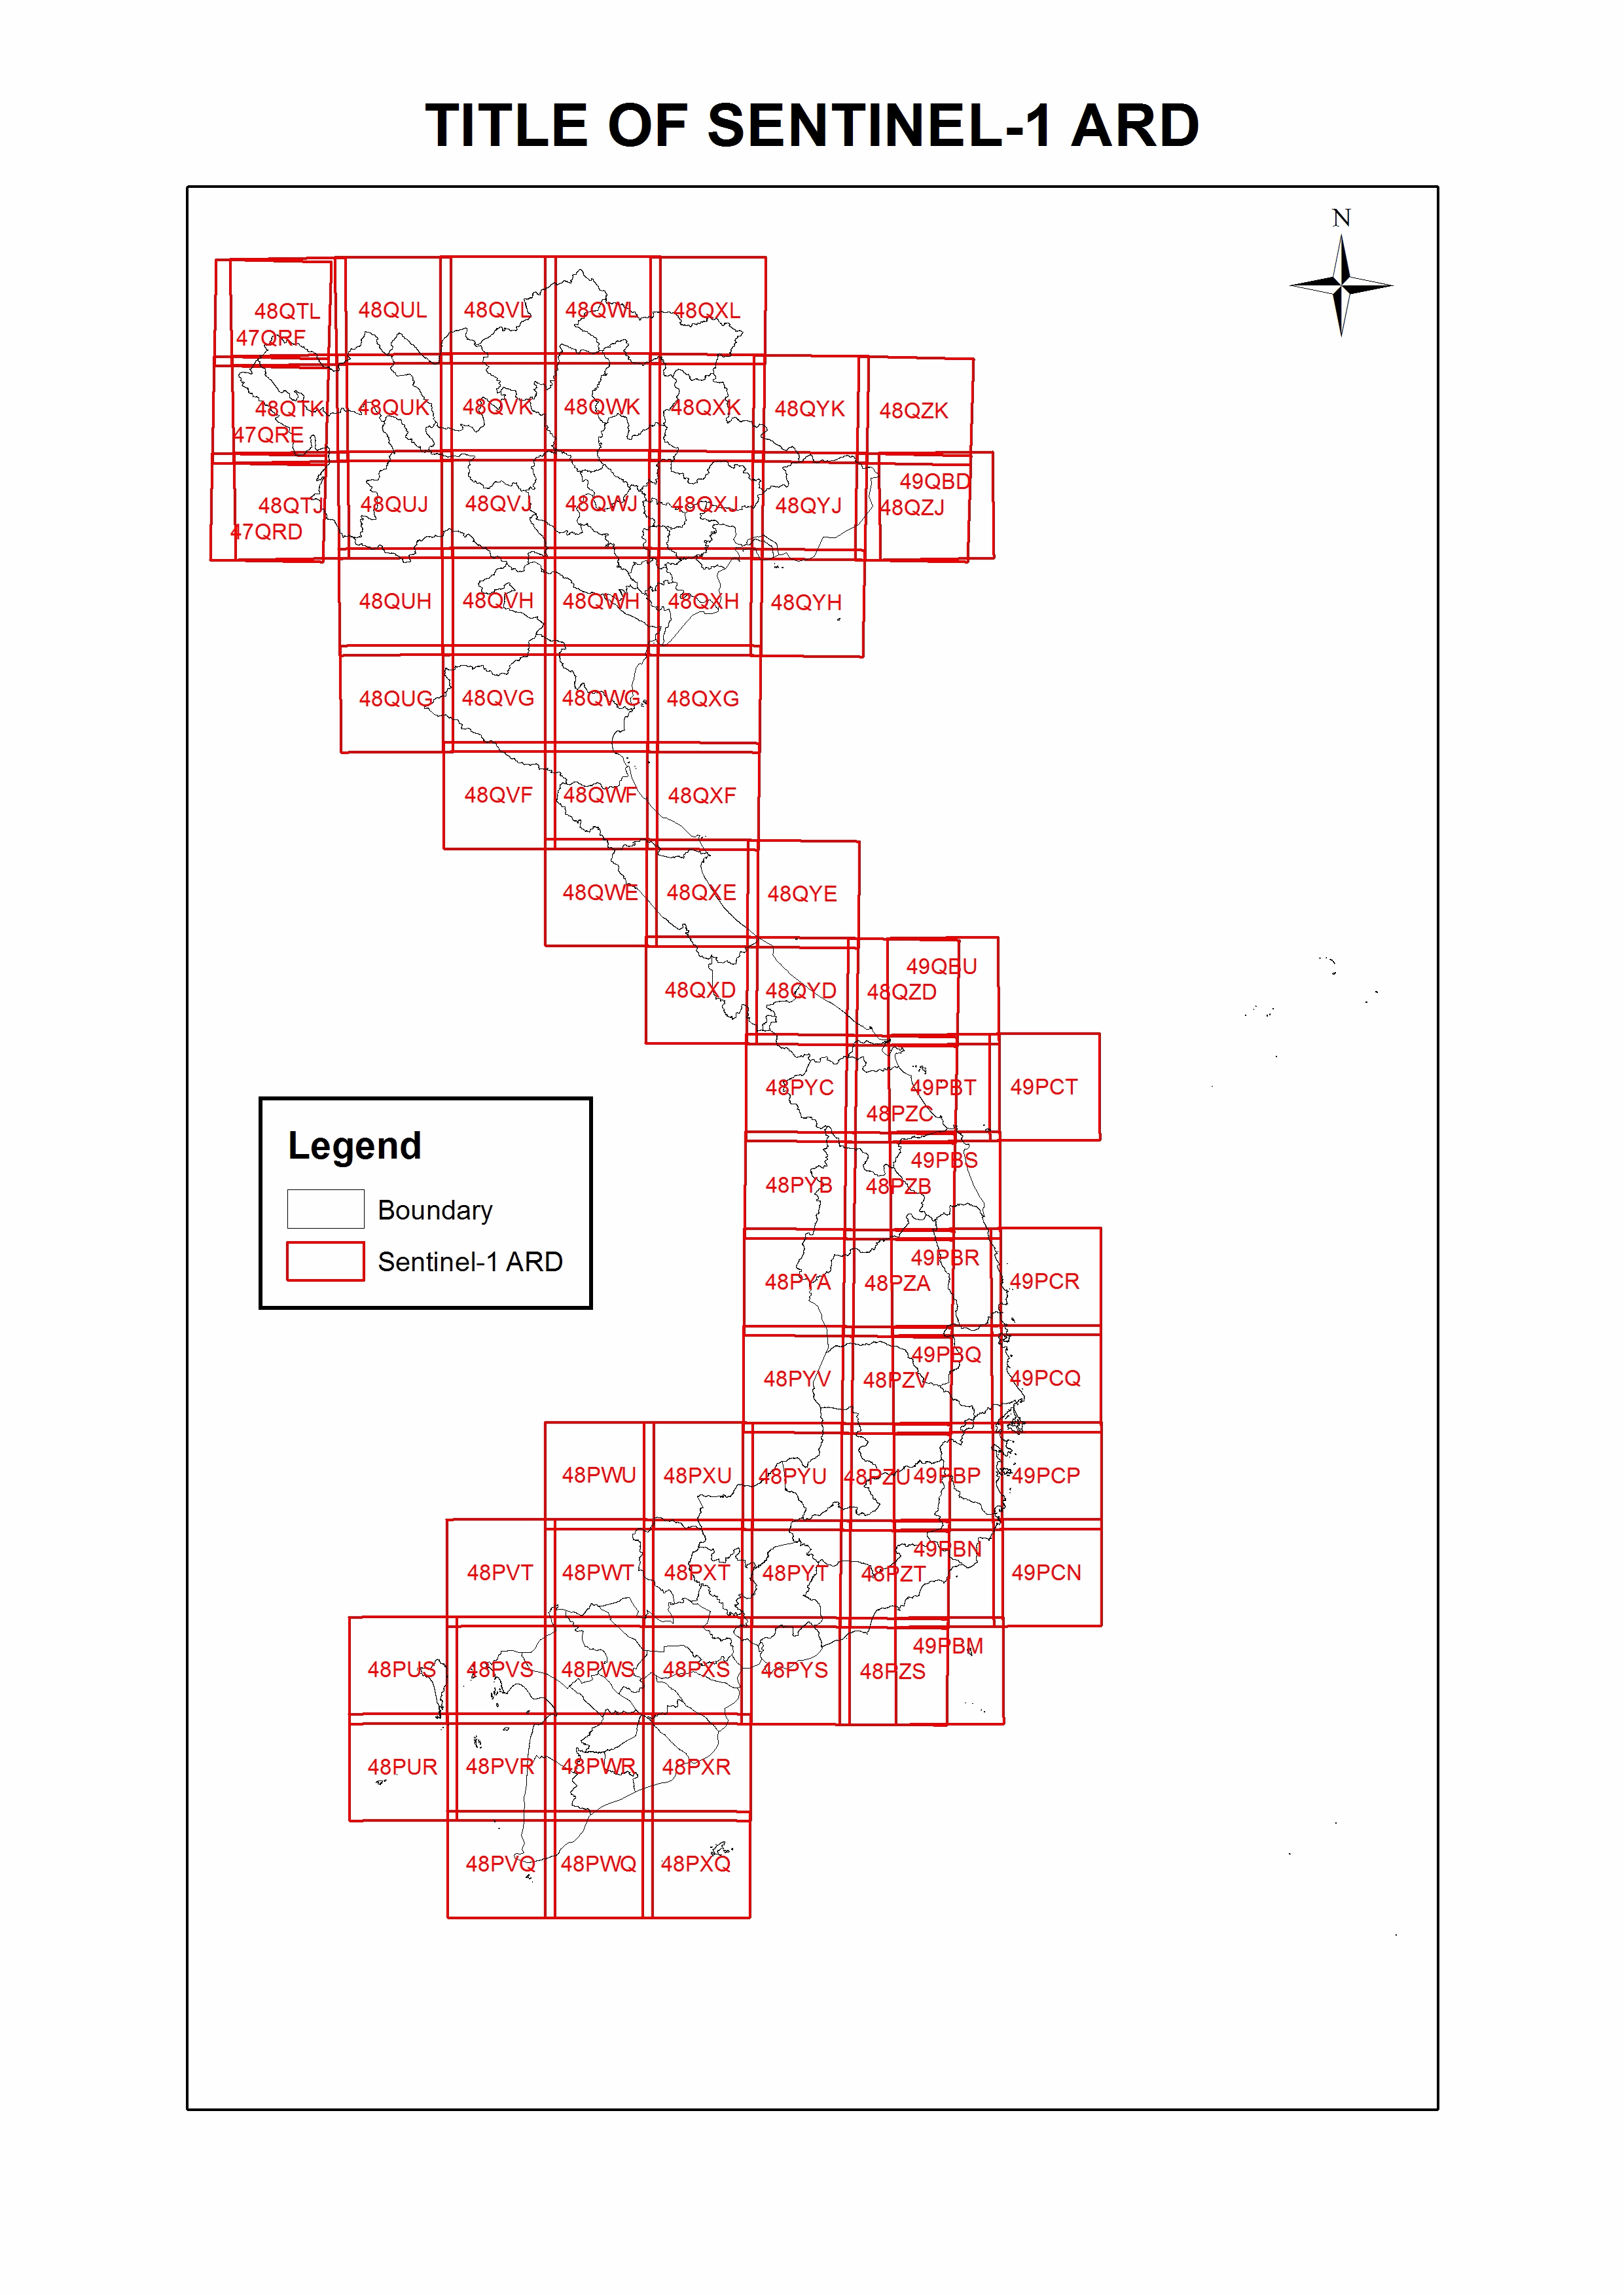 TITLE OF SENTINEL-1 ARD
N
48QTL 48QUL 48QVL 48QWL 48QXL
47QRF
48QTK 48QUK 48QVK 48QWK 48QXK 48QYK 48QZK
47QRE
49QBD
48QTJ 48QUJ 48QVJ 48QWJ 48QXJ 48QYJ 48QZJ
47QRD
48QUH 48QVH 48QWH 48QXH 48QYH
48QUG 48QVG 48QWG 48QXG
48QVF 48QWF 48QXF
48QWE 48QXE 48QYE
49QBU
48QXD 48QYD 48QZD
48PYC 49PBT 49PCT
48PZC
49PBS
48PYB 48PZB
49PBR
48PYA 48PZA 49PCR
49PBQ
48PYV 48PZV 49PCQ
48PWU 48PXU 48PYU 48PZU 49PBP 49PCP
49PBN
48PVT 48PWT 48PXT 48PYT 48PZT 49PCN
49PBM
48PUS 48PVS 48PWS 48PXS 48PYS 48PZS
48PUR 48PVR 48PWR 48PXR
48PVQ 48PWQ 48PXQ
Legend
Boundary
Sentinel-1 ARD